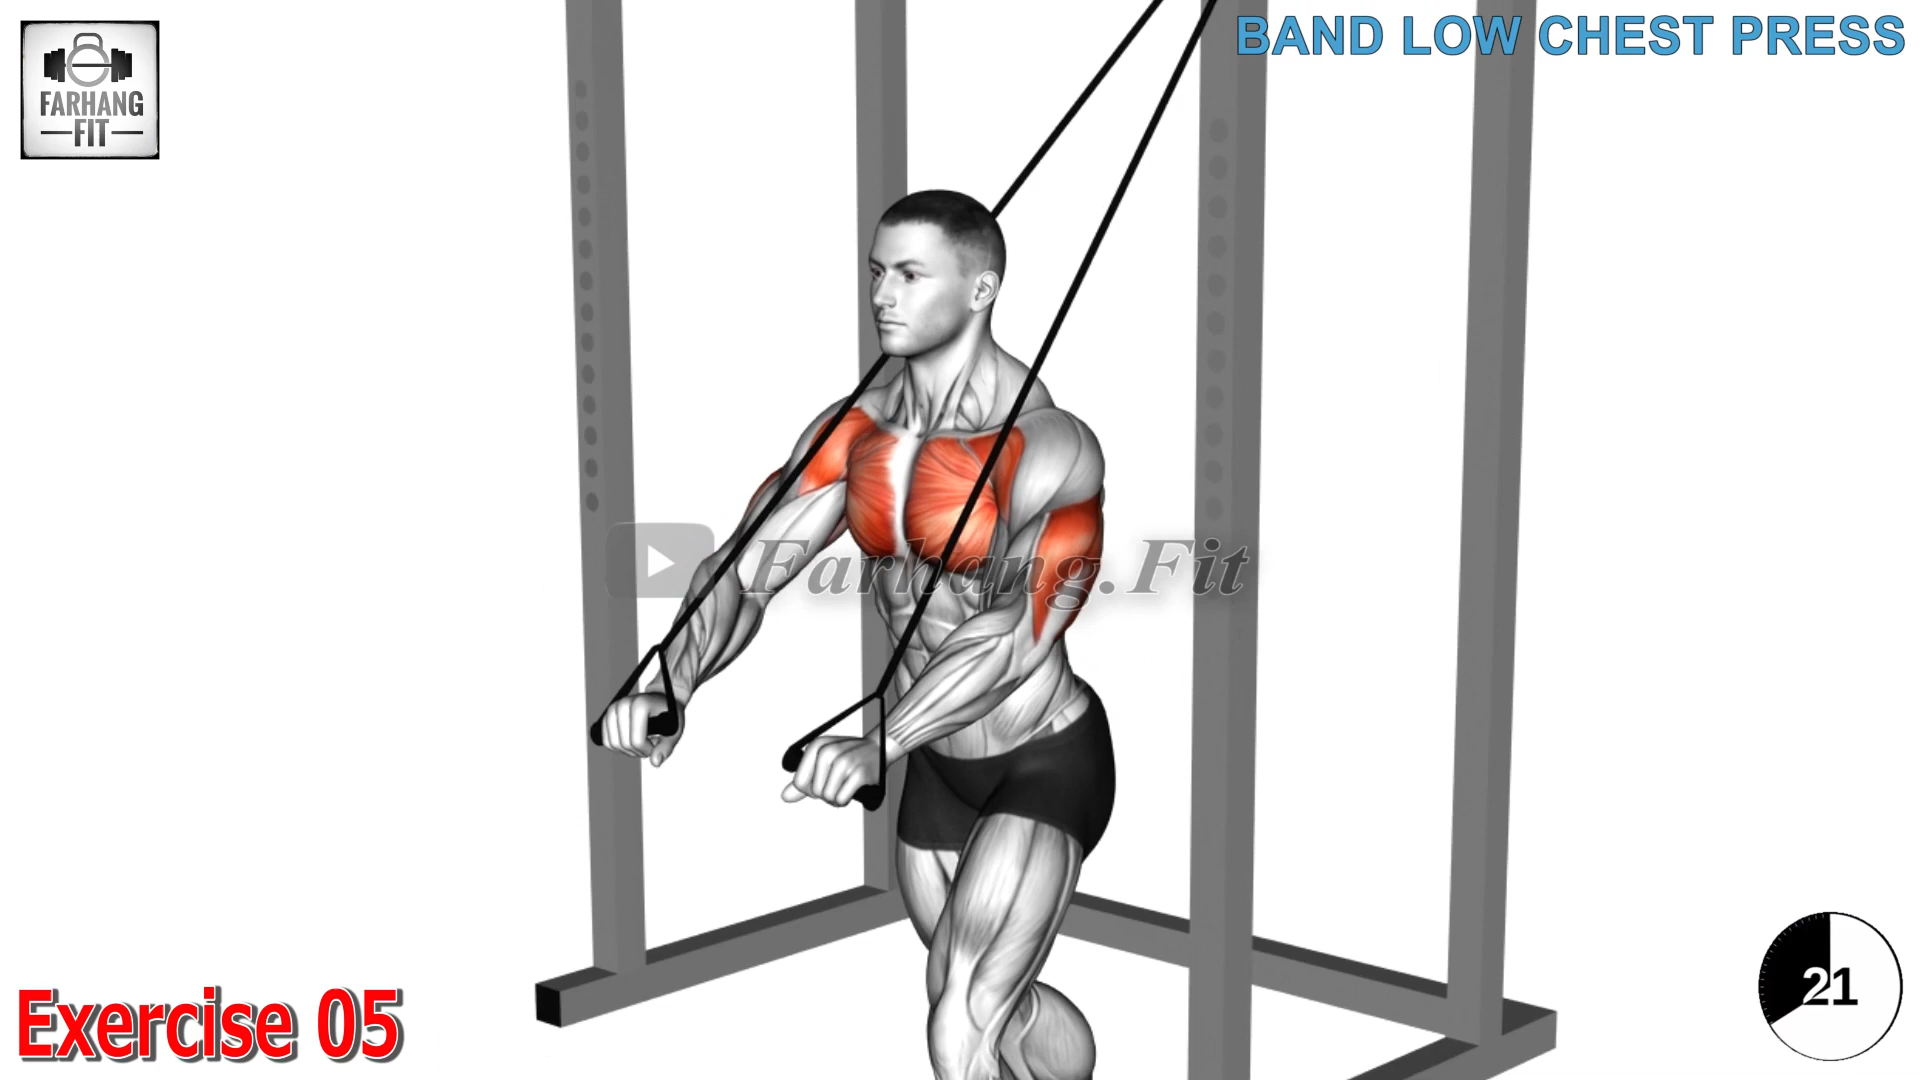 BAND LOW CHEST PRESS
FARHANG
FIT
Farhang.Fit
Exercise 05
21